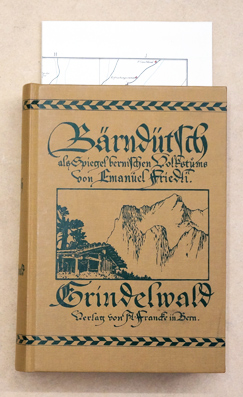 Bärndütsch
als Spiegel bernischen Volkstums
von Emanuel Friedli.
Grindelwald
Verlag von A. Francke in Bern.